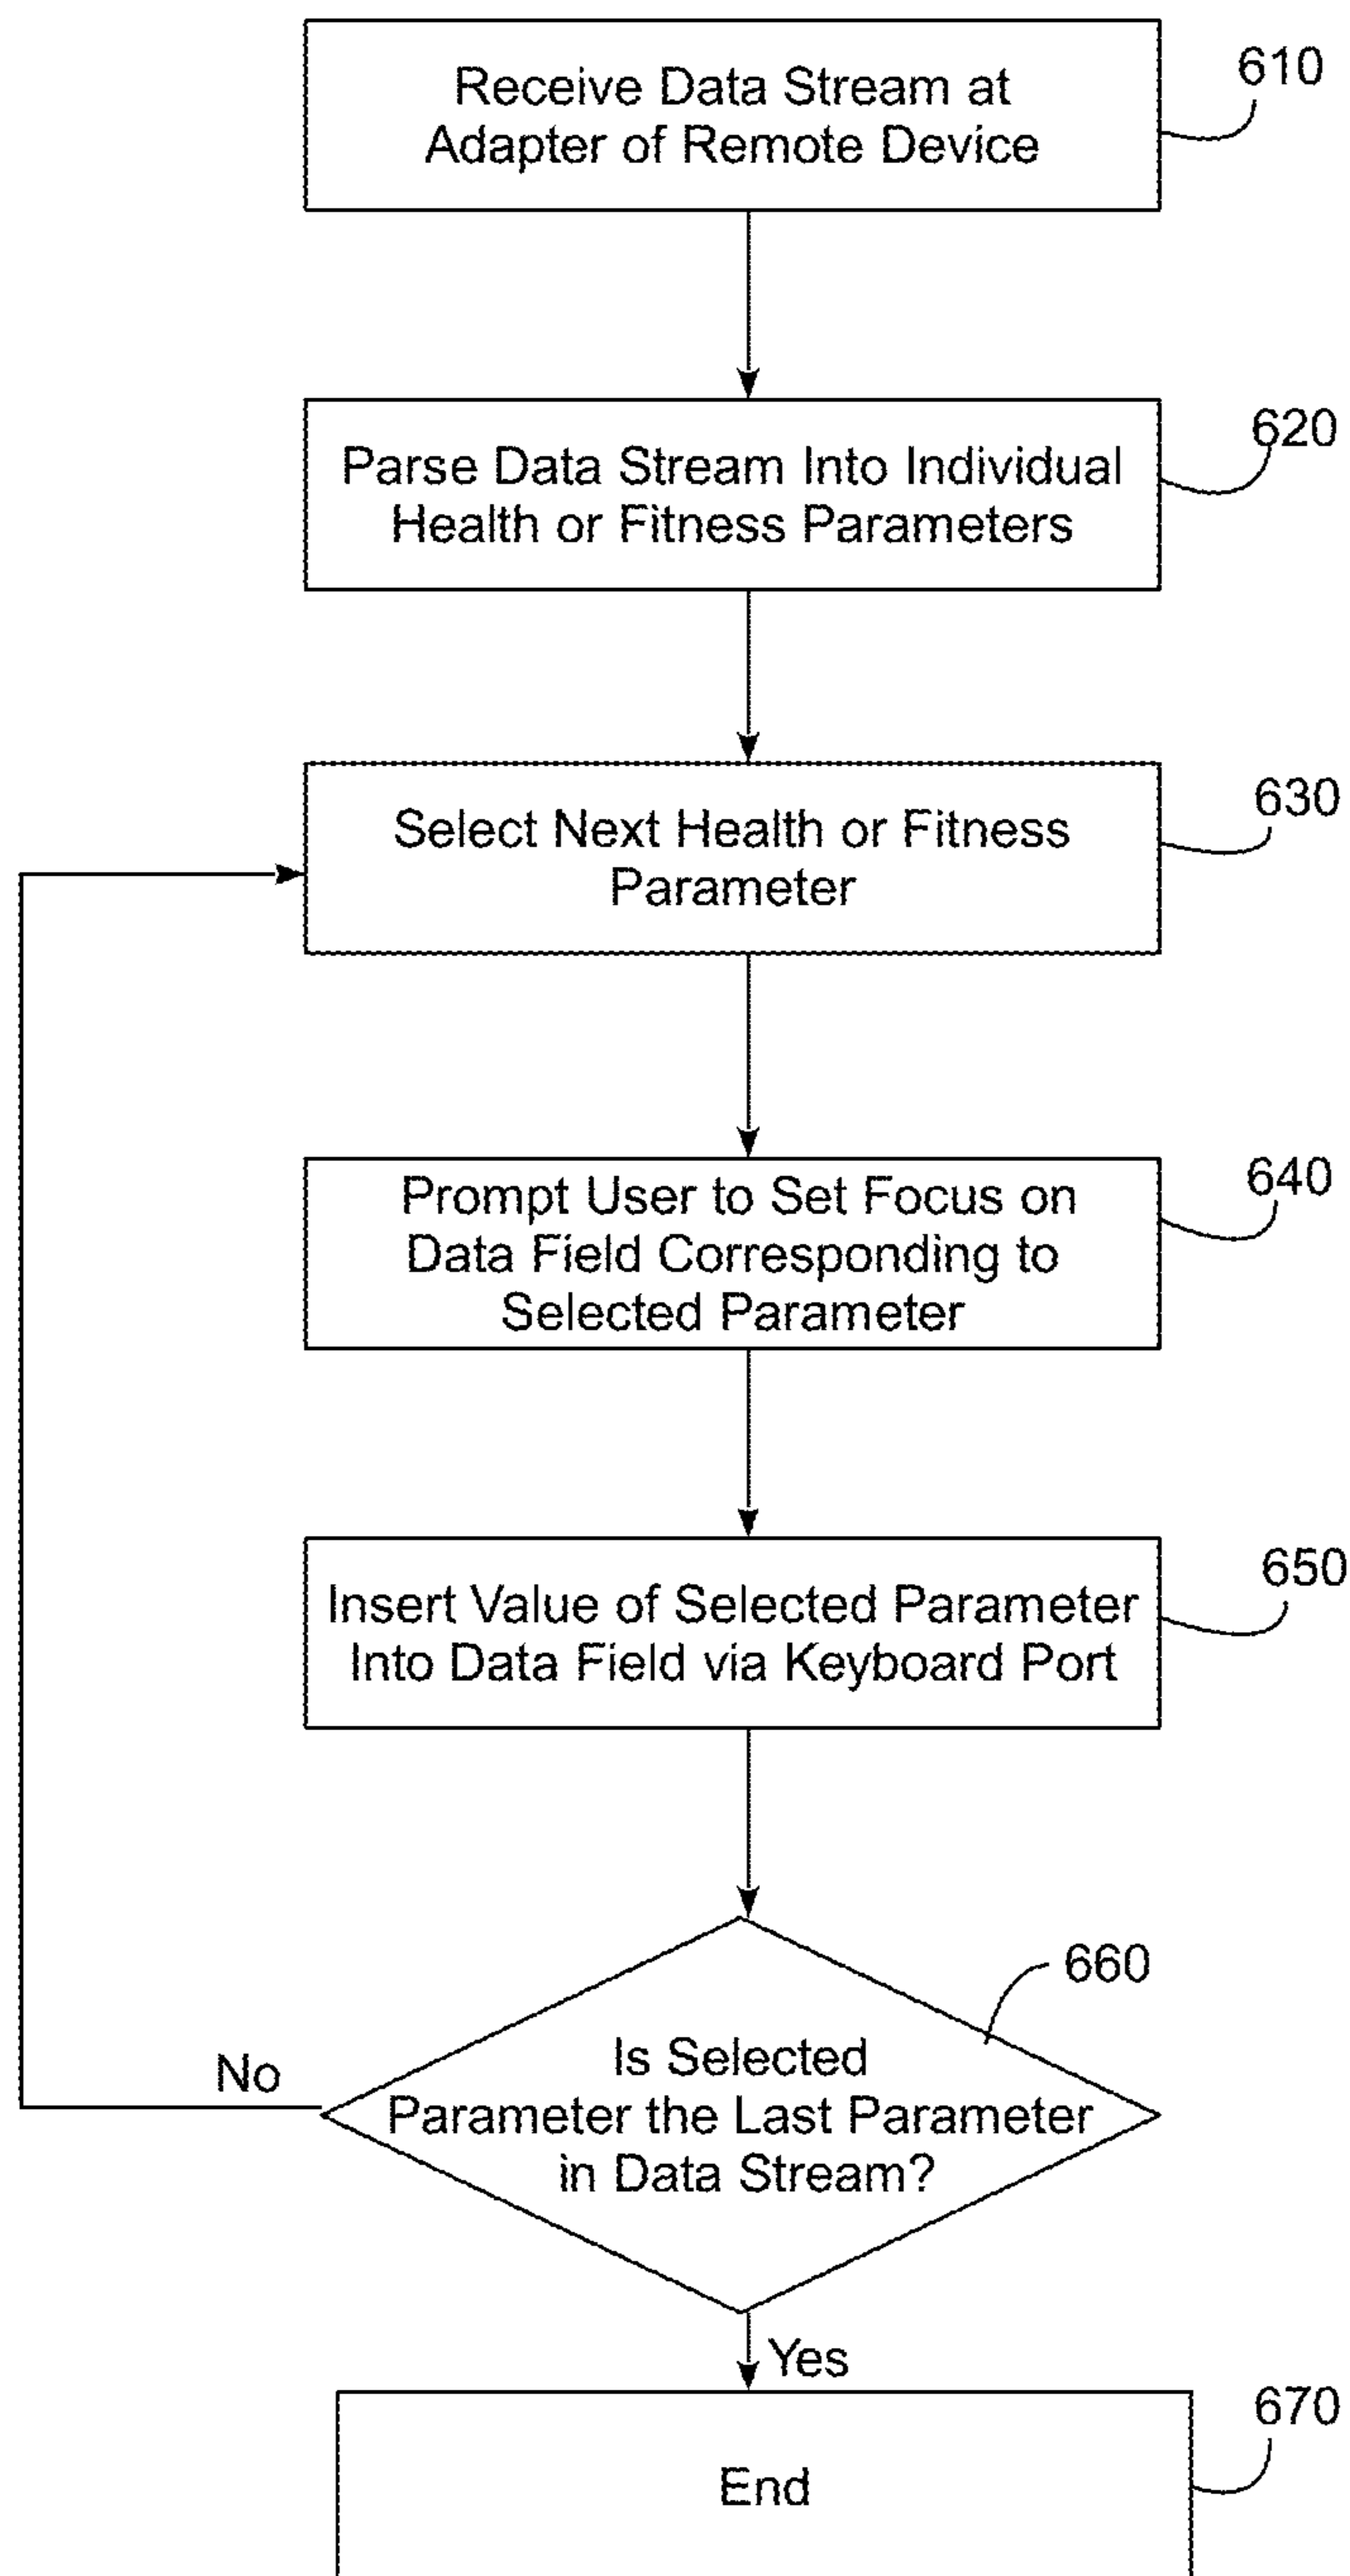 Receive Data Stream at
Adapter of Remote Device
610
Parse Data Stream Into Individual
Health or Fitness Parameters
620
Select Next Health or Fitness
Parameter
630
Prompt User to Set Focus on
Data Field Corresponding to
Selected Parameter
640
Insert Value of Selected Parameter
Into Data Field via Keyboard Port
650
660
Is Selected
Parameter the Last Parameter
in Data Stream?
No
Yes
End
670